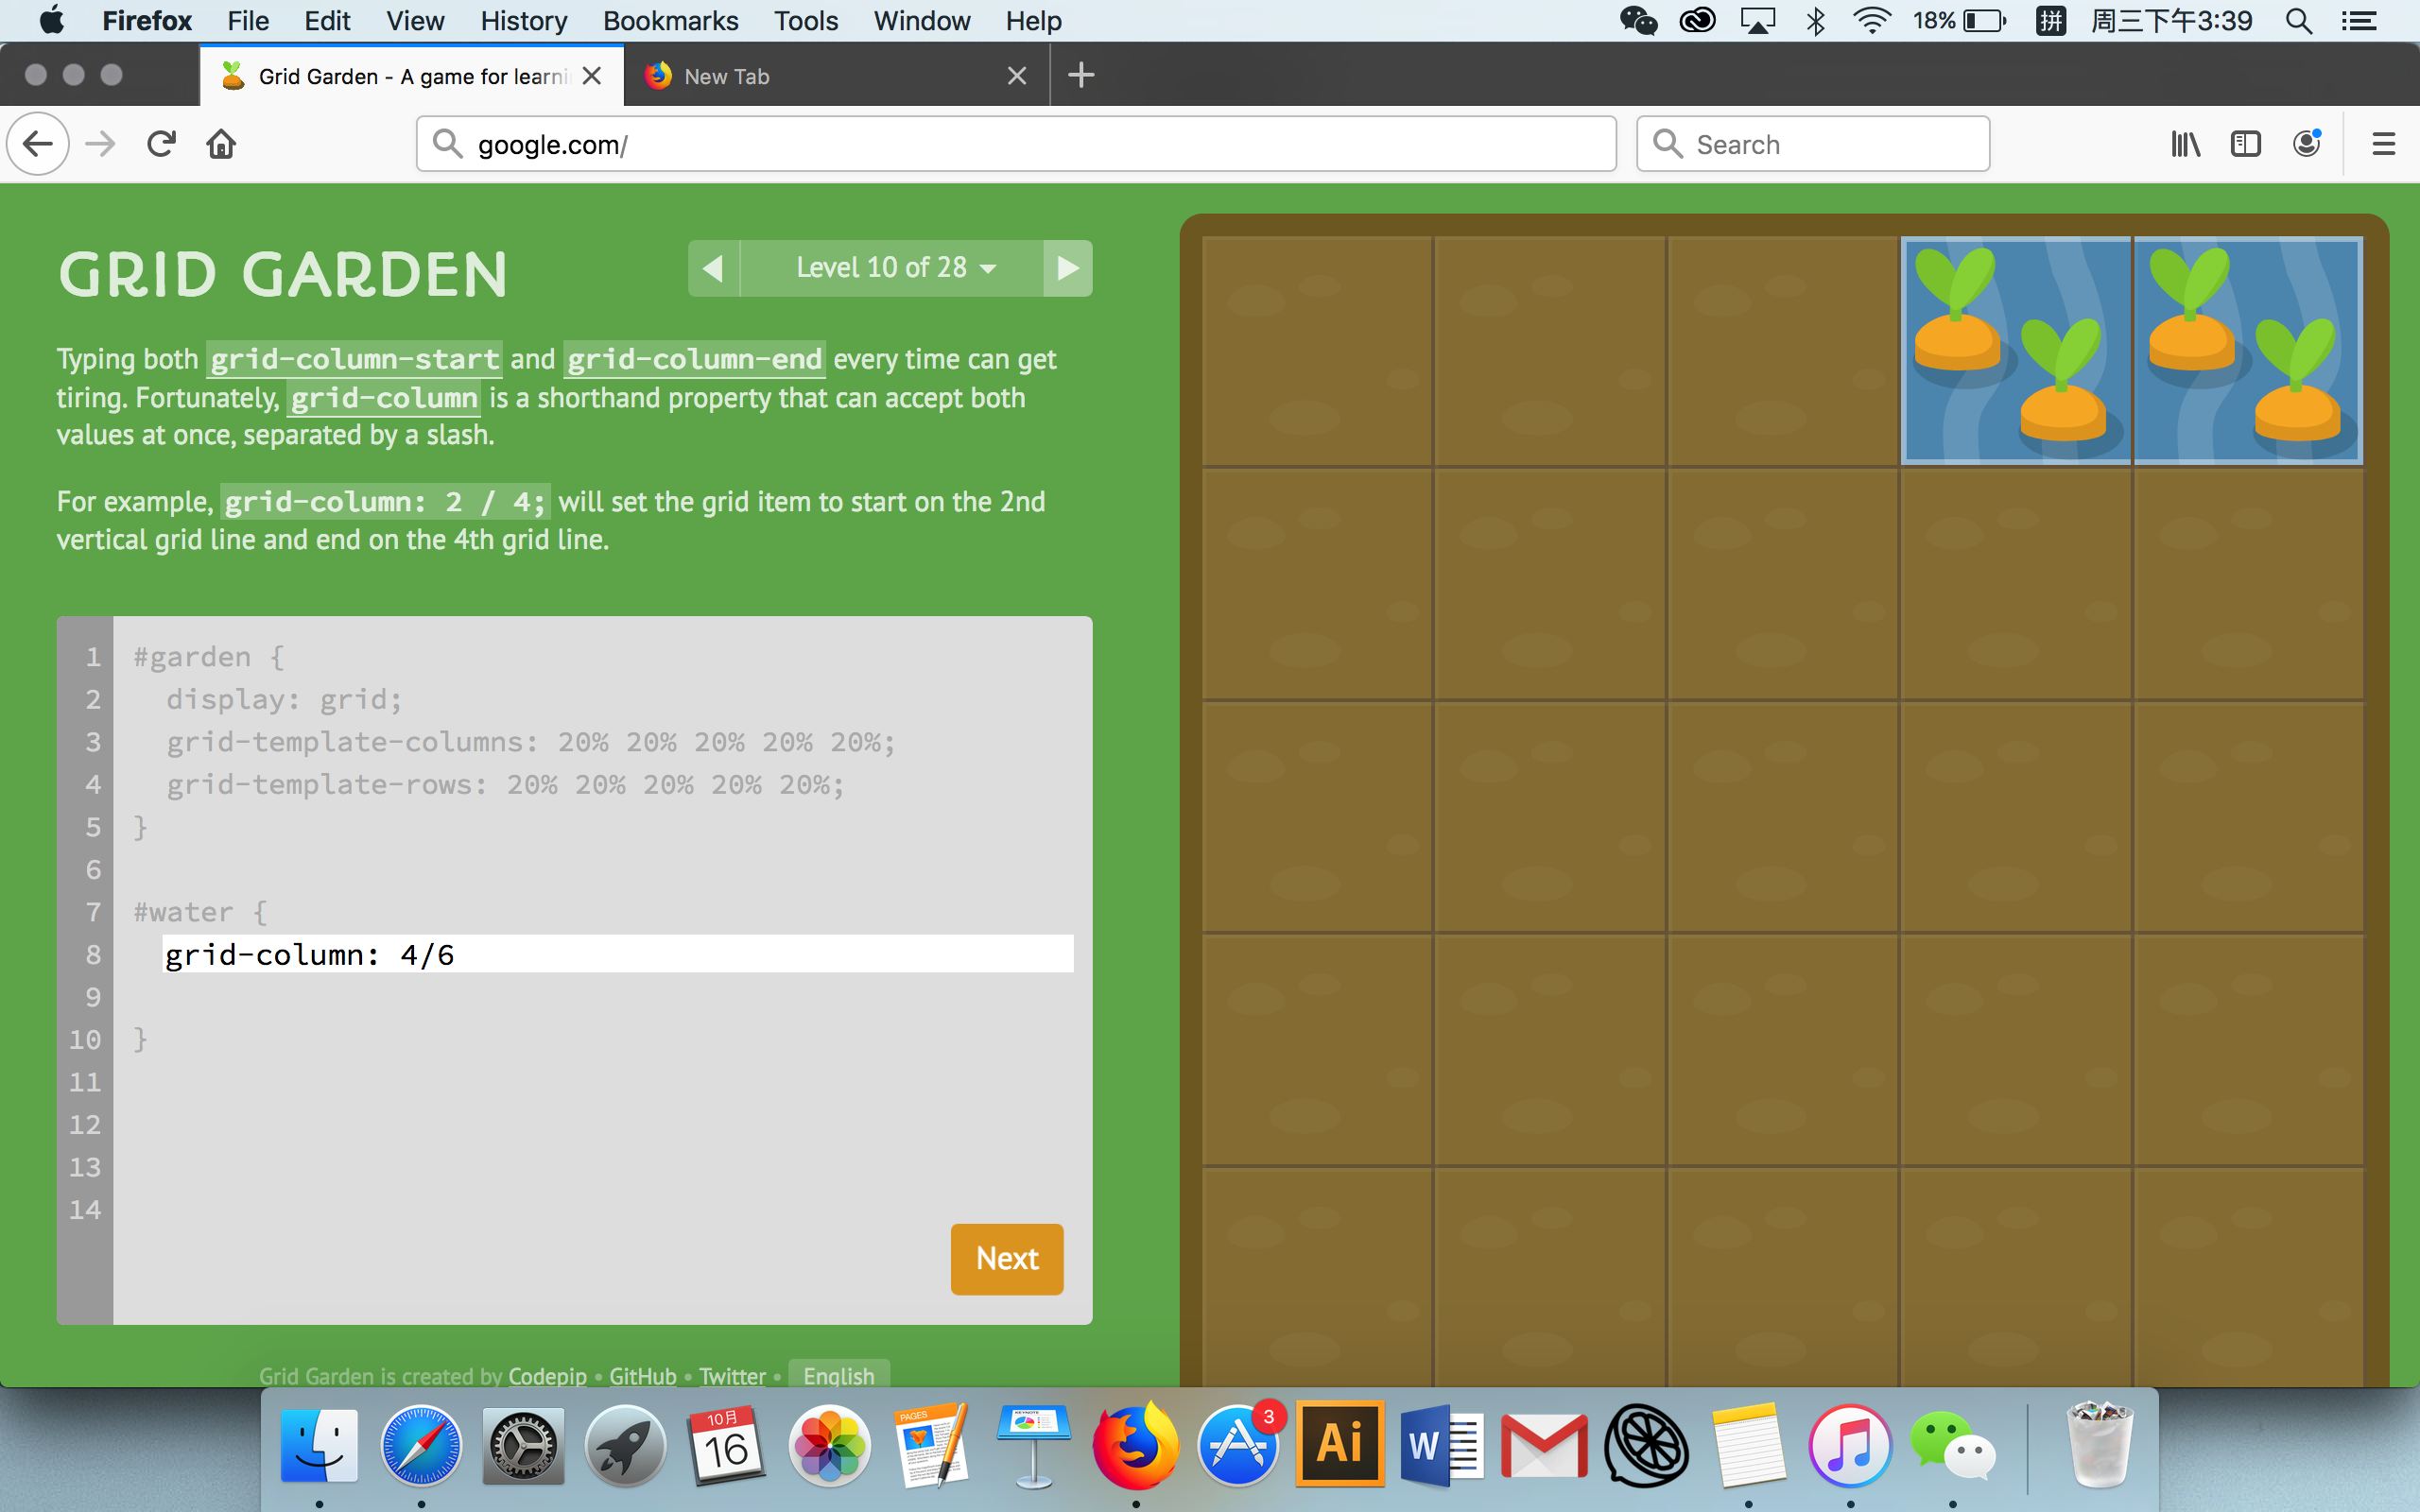 Firefox File Edit View History Bookmarks Tools Window Help 18% 拼 周三下午3:39
Grid Garden - A game for learni New Tab
google.com/ Search
GRID GARDEN
Level 10 of 28
Typing both grid-column-start and grid-column-end every time can get
tiring. Fortunately, grid-column is a shorthand property that can accept both
values at once, separated by a slash.
For example, grid-column: 2 / 4; will set the grid item to start on the 2nd
vertical grid line and end on the 4th grid line.
1 #garden {
2 display: grid;
3 grid-template-columns: 20% 20% 20% 20% 20%;
4 grid-template-rows: 20% 20% 20% 20% 20%;
5 }
6
7 #water {
8 grid-column: 4/6
9
10 }
11
12
13
14
Next
Grid Garden is created by Codepip • GitHub • Twitter • English
10月
16
PAGES
KEYNOTE
3
Ai
W